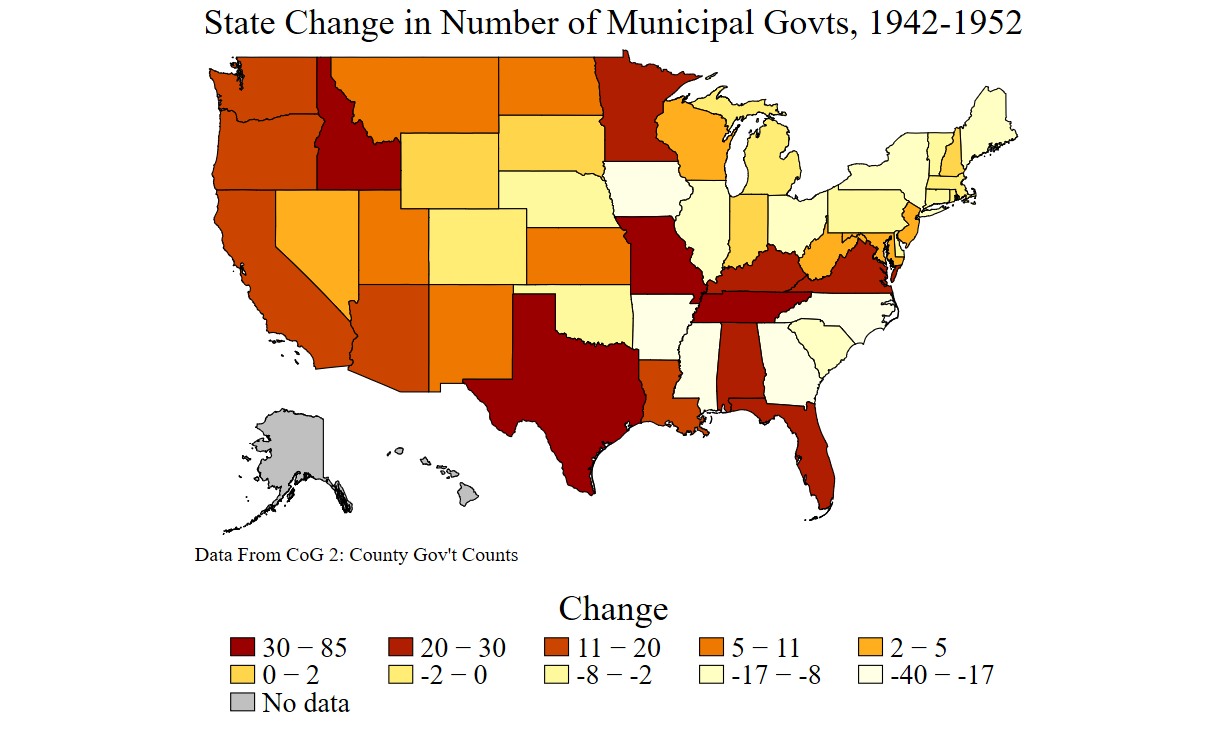 State Change in Number of Municipal Govts, 1942-1952
Data From CoG 2: County Gov't Counts
Change
30 − 85 20 − 30 11 − 20 5 − 11 2 − 5
0 − 2 -2 − 0 -8 − -2 -17 − -8 -40 − -17
No data